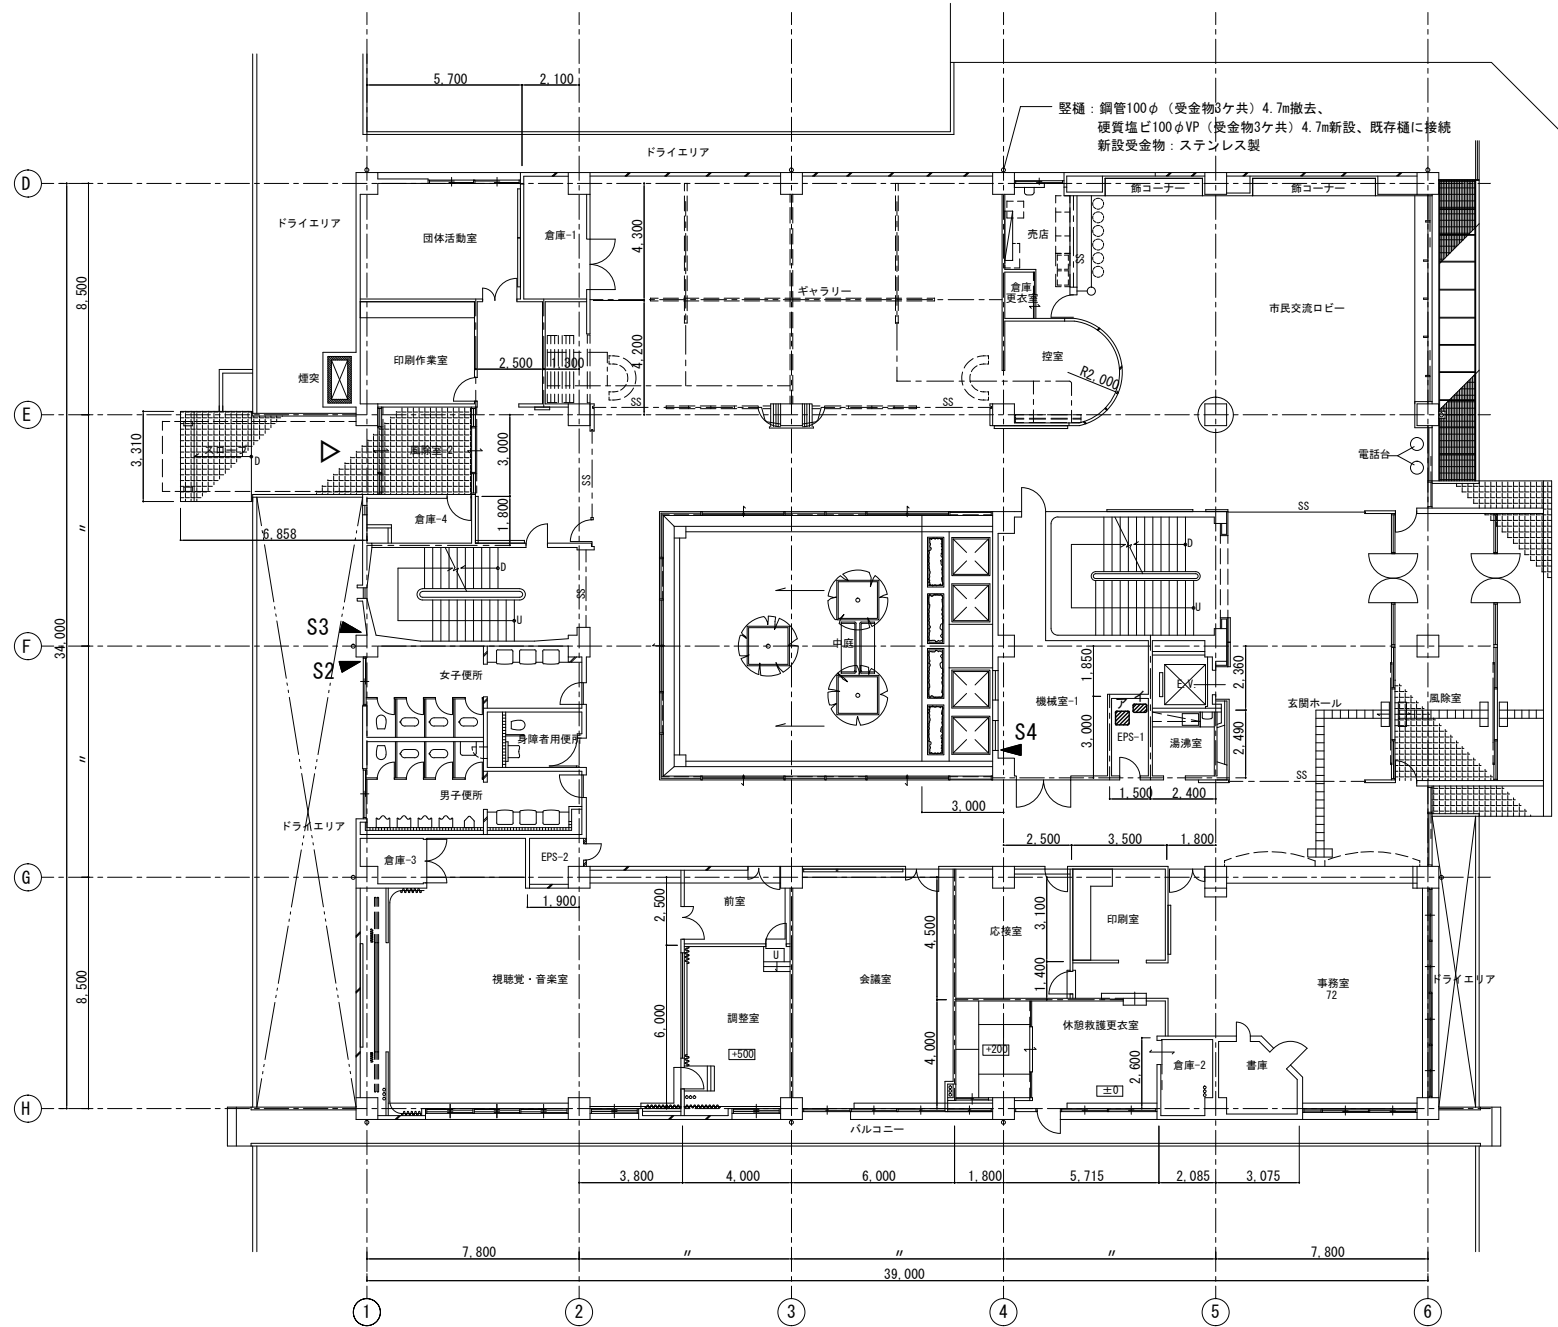 5,700
2,100
竪樋：鋼管100φ（受金物3ケ共）4.7m撤去、
硬質塩ビ100φVP（受金物3ケ共）4.7m新設、既存樋に接続
新設受金物：ステンレス製
ドライエリア
D
飾コーナー
飾コーナー
ドライエリア
団体活動室
倉庫-1
4,300
売店
SS
8,500
ギャラリー
倉庫
更衣室
市民交流ロビー
印刷作業室
2,500
1,300
4,200
控室
R2,000
煙突
SS
SS
E
3,310
スロープ
D
風除室-2
3,000
電話台
SS
倉庫-4
1,800
SS
〃
6,858
D
U
SS
D
U
34,000
S3
F
S2
女子便所
中庭
1,850
2,360
E.V.
機械室-1
ア
玄関ホール
風除室
身障者用便所
S4
3,000
EPS-1
湯沸室
2,490
〃
SS
男子便所
3,000
1,500
2,400
ドライエリア
2,500
3,500
1,800
倉庫-3
EPS-2
G
1,900
2,500
前室
4,500
応接室
3,100
印刷室
U
1,400
視聴覚・音楽室
会議室
事務室
72
ドライエリア
8,500
6,000
調整室
+500
4,000
+200
休憩救護更衣室
2,600
倉庫-2
書庫
±0
H
バルコニー
3,800
4,000
6,000
1,800
5,715
2,085
3,075
7,800
〃
〃
〃
7,800
39,000
1
2
3
4
5
6